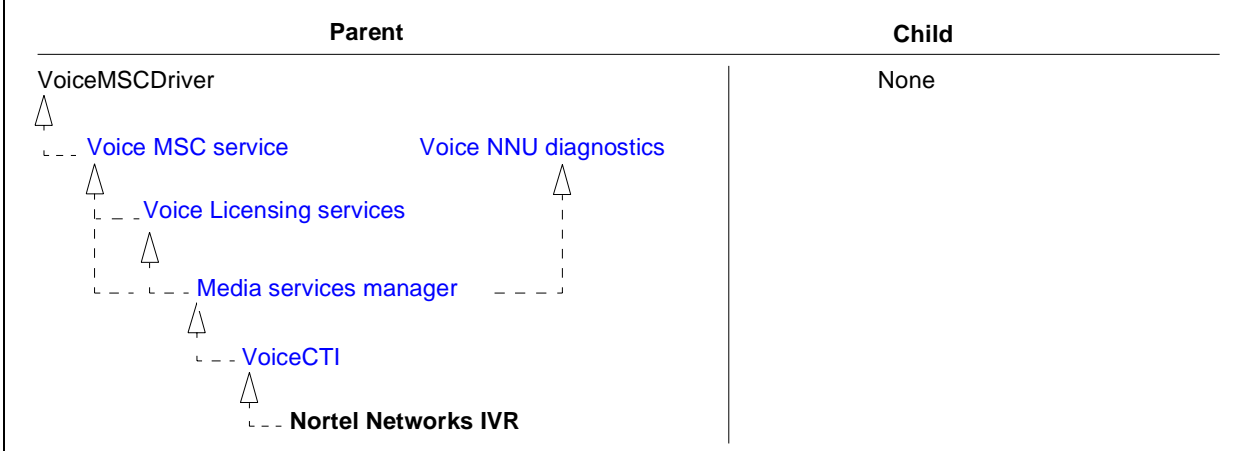 Parent Child
VoiceMSCDriver None
Voice MSC service Voice NNU diagnostics
Voice Licensing services
Media services manager
VoiceCTI
Nortel Networks IVR